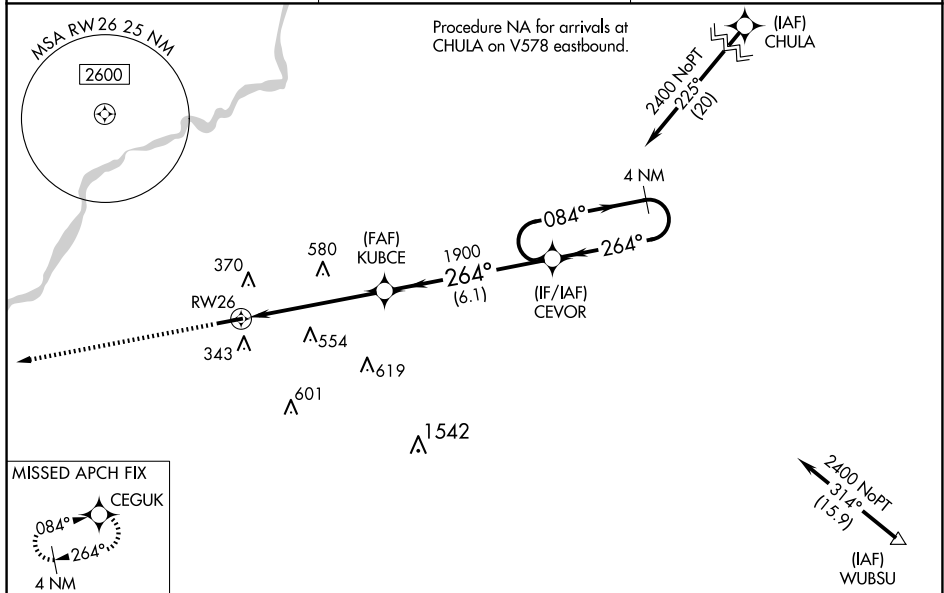 MSA RW26 25 NM
2600
Procedure NA for arrivals at
CHULA on V578 eastbound.
(IAF)
CHULA
2400 NoPT
225°
(20)
4 NM
084°
264°
(FAF)
KUBCE
1900
264°
(6.1)
(IF/IAF)
CEVOR
370
580
RW26
343
554
619
601
1542
MISSED APCH FIX
CEGUK
084°
264°
4 NM
2400 NoPT
314°
(15.9)
(IAF)
WUBSU